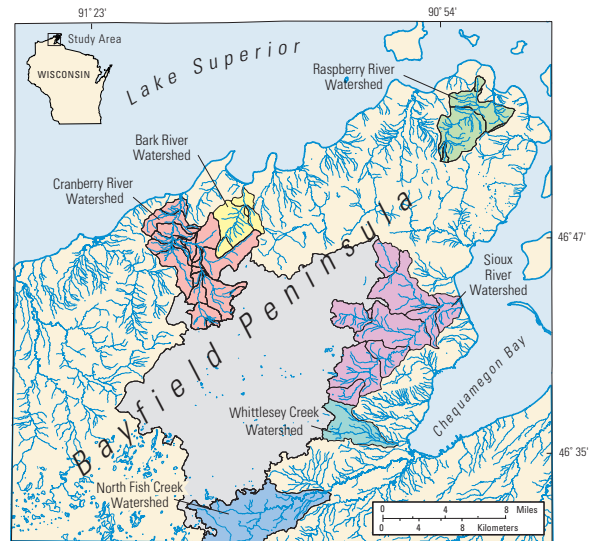 91° 23'
90° 54'
Study Area
WISCONSIN
Lake Superior
Raspberry River
Watershed
Bark River
Watershed
Cranberry River
Watershed
46° 47'
Sioux
River
Watershed
Bayfield Peninsula
Chequamegon Bay
Whittlesey Creek
Watershed
46° 35'
North Fish Creek
Watershed
0 4 8 Miles
0 4 8 Kilometers